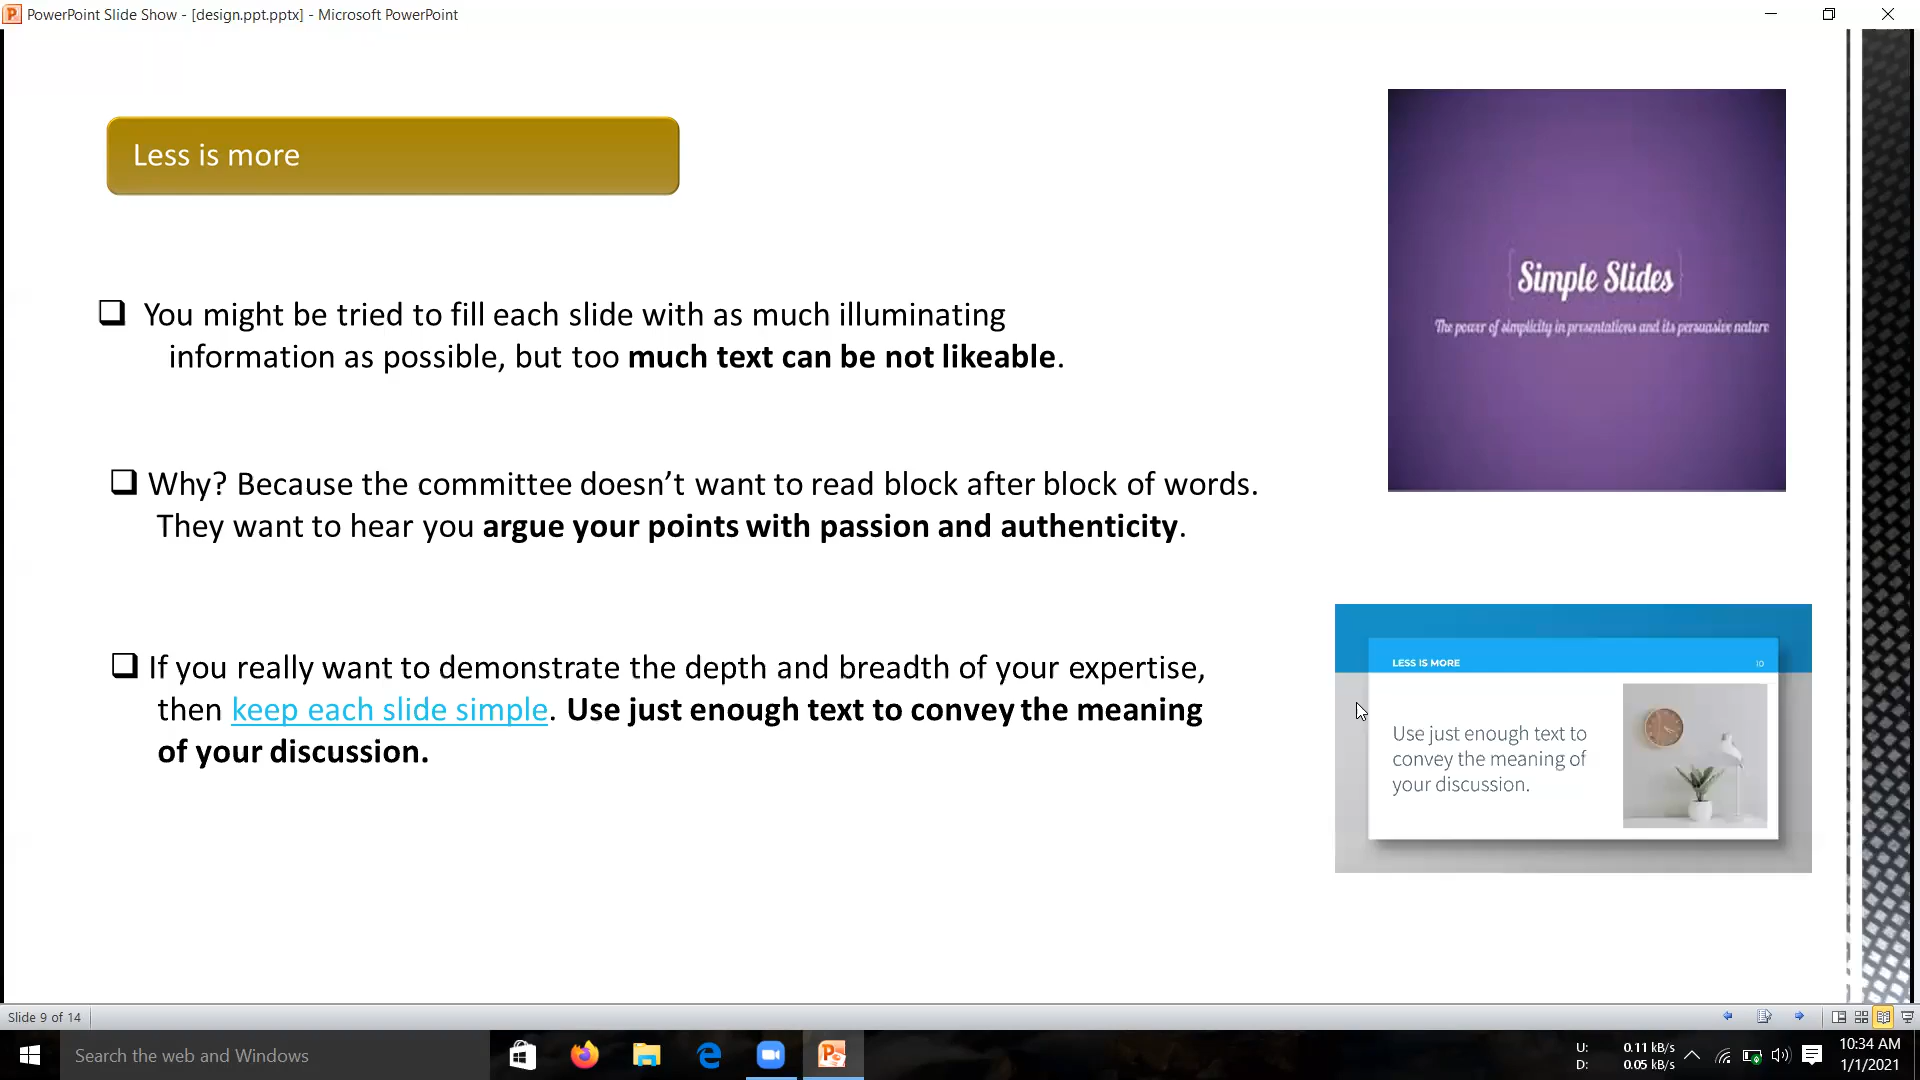 PowerPoint Slide Show - [design.ppt.pptx] - Microsoft PowerPoint
Less is more
You might be tried to fill each slide with as much illuminating
information as possible, but too much text can be not likeable.
Why? Because the committee doesn’t want to read block after block of words.
They want to hear you argue your points with passion and authenticity.
If you really want to demonstrate the depth and breadth of your expertise,
then keep each slide simple. Use just enough text to convey the meaning
of your discussion.
Simple Slides
The power of simplicity in presentations and its persuasive nature
LESS IS MORE 10
Use just enough text to
convey the meaning of
your discussion.
Slide 9 of 14
Search the web and Windows
U: 0.11 kB/s
D: 0.05 kB/s
10:34 AM
1/1/2021